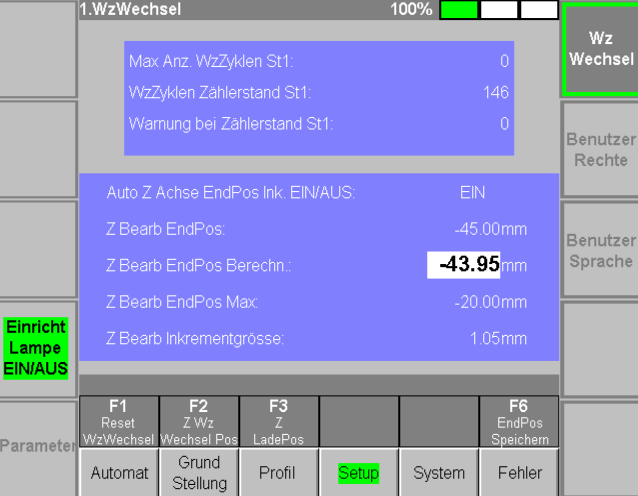 1.WzWechsel 100%
Max Anz. WzZyklen St1: 0
WzZyklen Zählerstand St1: 146
Warnung bei Zählerstand St1: 0
Auto Z Achse EndPos Ink. EIN/AUS: EIN
Z Bearb EndPos: -45.00mm
Z Bearb EndPos Berechn.: -43.95mm
Z Bearb EndPos Max: -20.00mm
Z Bearb Inkrementgrösse: 1.05mm
Einricht
Lampe
EIN/AUS
Parameter
Wz
Wechsel
Benutzer
Rechte
Benutzer
Sprache
F1
Reset
WzWechsel
F2
Z Wz
Wechsel Pos
F3
Z
LadePos
F6
EndPos
Speichern
Automat
Grund
Stellung
Profil
Setup
System
Fehler